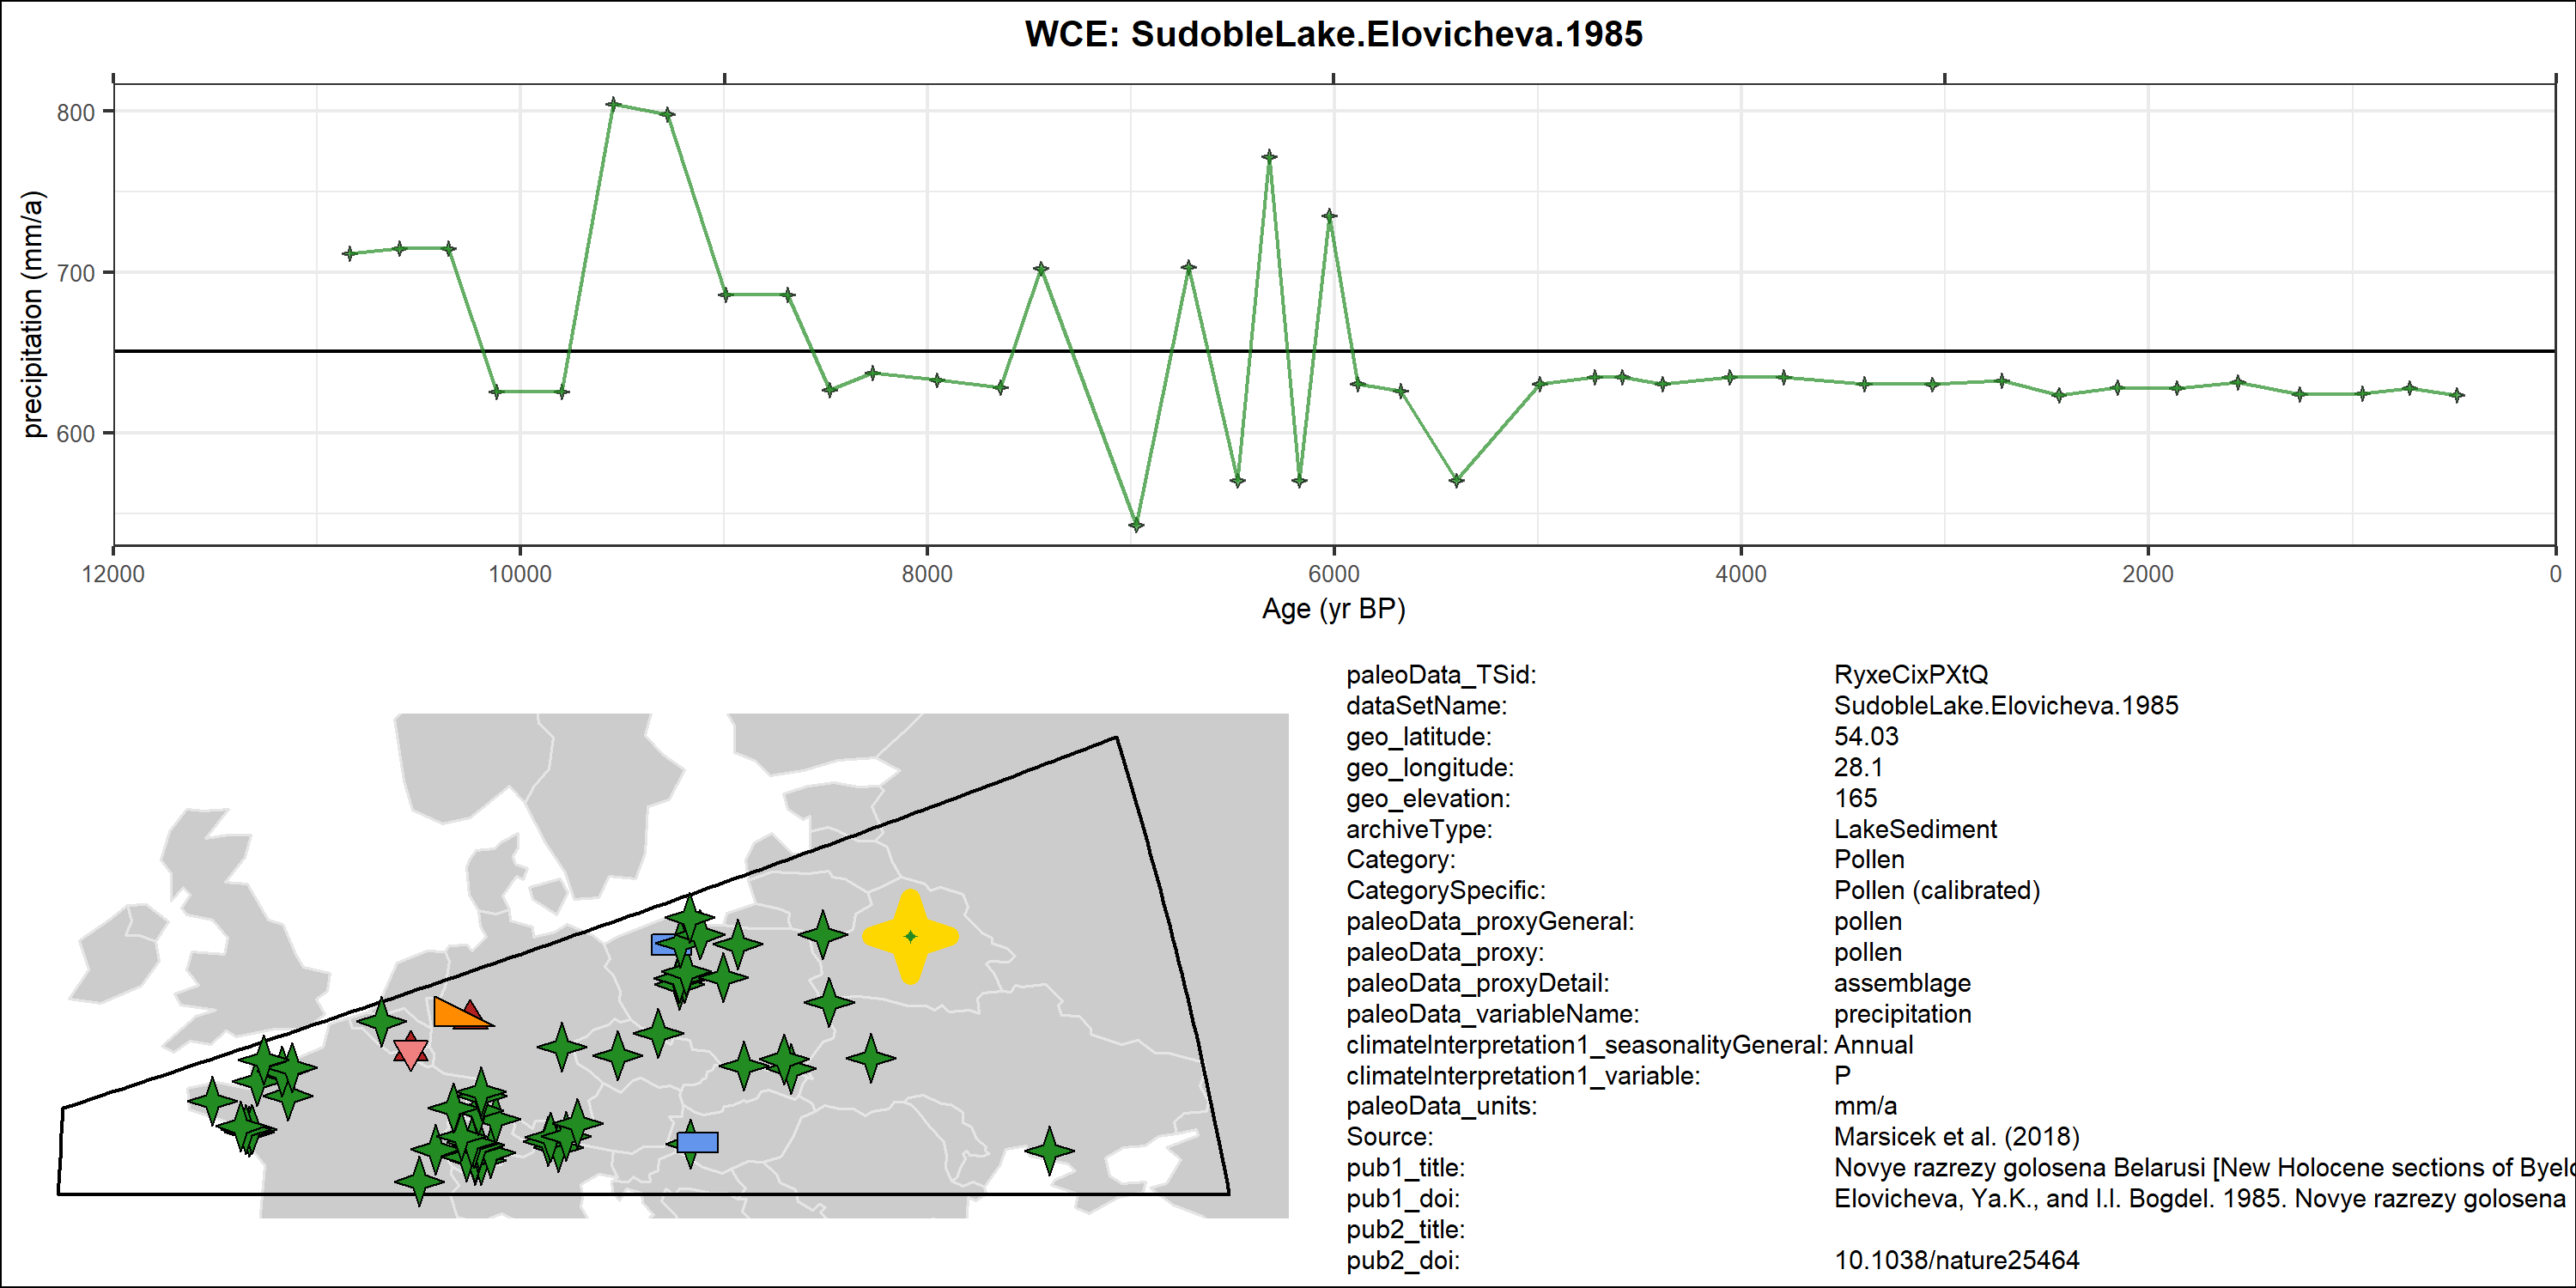 WCE: SudobleLake.Elovicheva.1985
800
700
600
precipitation (mm/a)
12000 10000 8000 6000 4000 2000 0
Age (yr BP)
paleoData_TSid: RyxeCixPXtQ
dataSetName: SudobleLake.Elovicheva.1985
geo_latitude: 54.03
geo_longitude: 28.1
geo_elevation: 165
archiveType: LakeSediment
Category: Pollen
CategorySpecific: Pollen (calibrated)
paleoData_proxyGeneral: pollen
paleoData_proxy: pollen
paleoData_proxyDetail: assemblage
paleoData_variableName: precipitation
climateInterpretation1_seasonalityGeneral: Annual
climateInterpretation1_variable: P
paleoData_units: mm/a
Source: Marsicek et al. (2018)
pub1_title: Novye razrezy golosena Belarusi [New Holocene sections of Byelo
pub1_doi: Elovicheva, Ya.K., and I.I. Bogdel. 1985. Novye razrezy golosena
pub2_title:
pub2_doi: 10.1038/nature25464